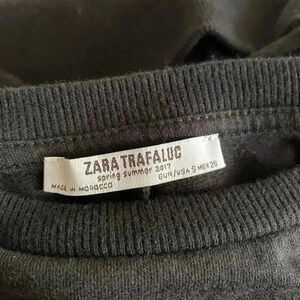 ZARA TRAFALUC
spring summer 2017
MADE IN MOROCCO
EUR/USA S MEX 26